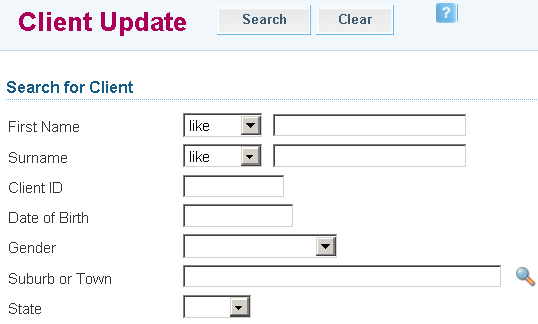 Client Update Search Clear ?
Search for Client
First Name like
Surname like
Client ID
Date of Birth
Gender
Suburb or Town
State